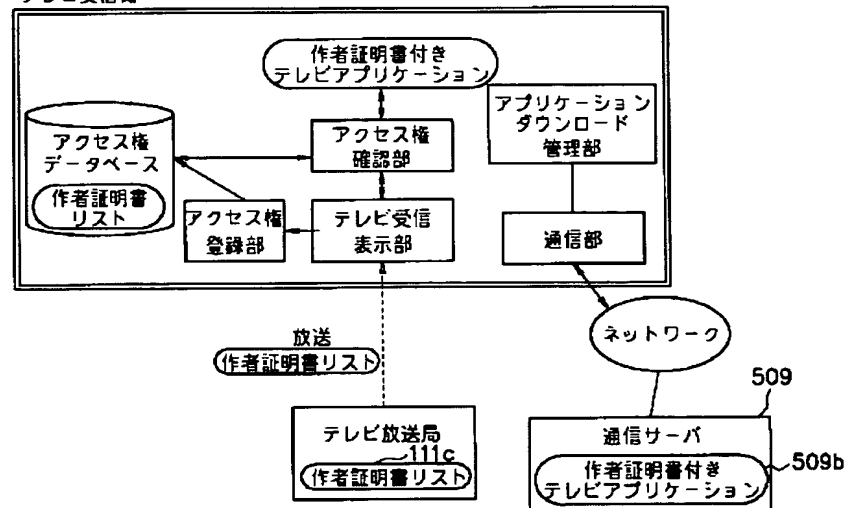 作者証明書付き
テレビアプリケーション
アプリケーション
ダウンロード
管理部
アクセス権
データベース
作者証明書
リスト
アクセス権
確認部
アクセス権
登録部
テレビ受信
表示部
通信部
放送
作者証明書リスト
ネットワーク
テレビ放送局
111c
作者証明書リスト
509
通信サーバ
作者証明書付き
テレビアプリケーション
509b